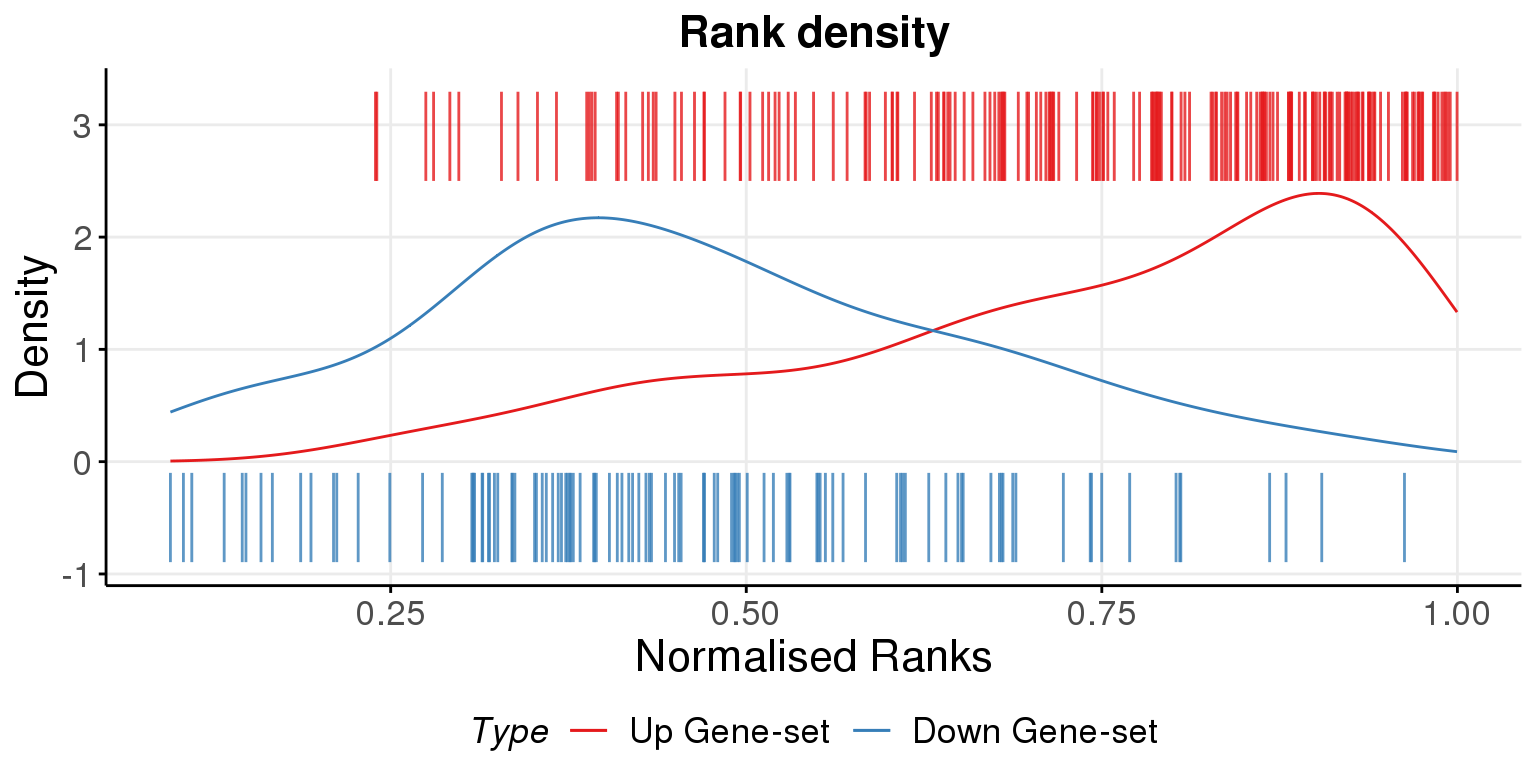 Rank density
Density
3
2
1
0
-1
0.25 0.50 0.75 1.00
Normalised Ranks
Type Up Gene-set Down Gene-set